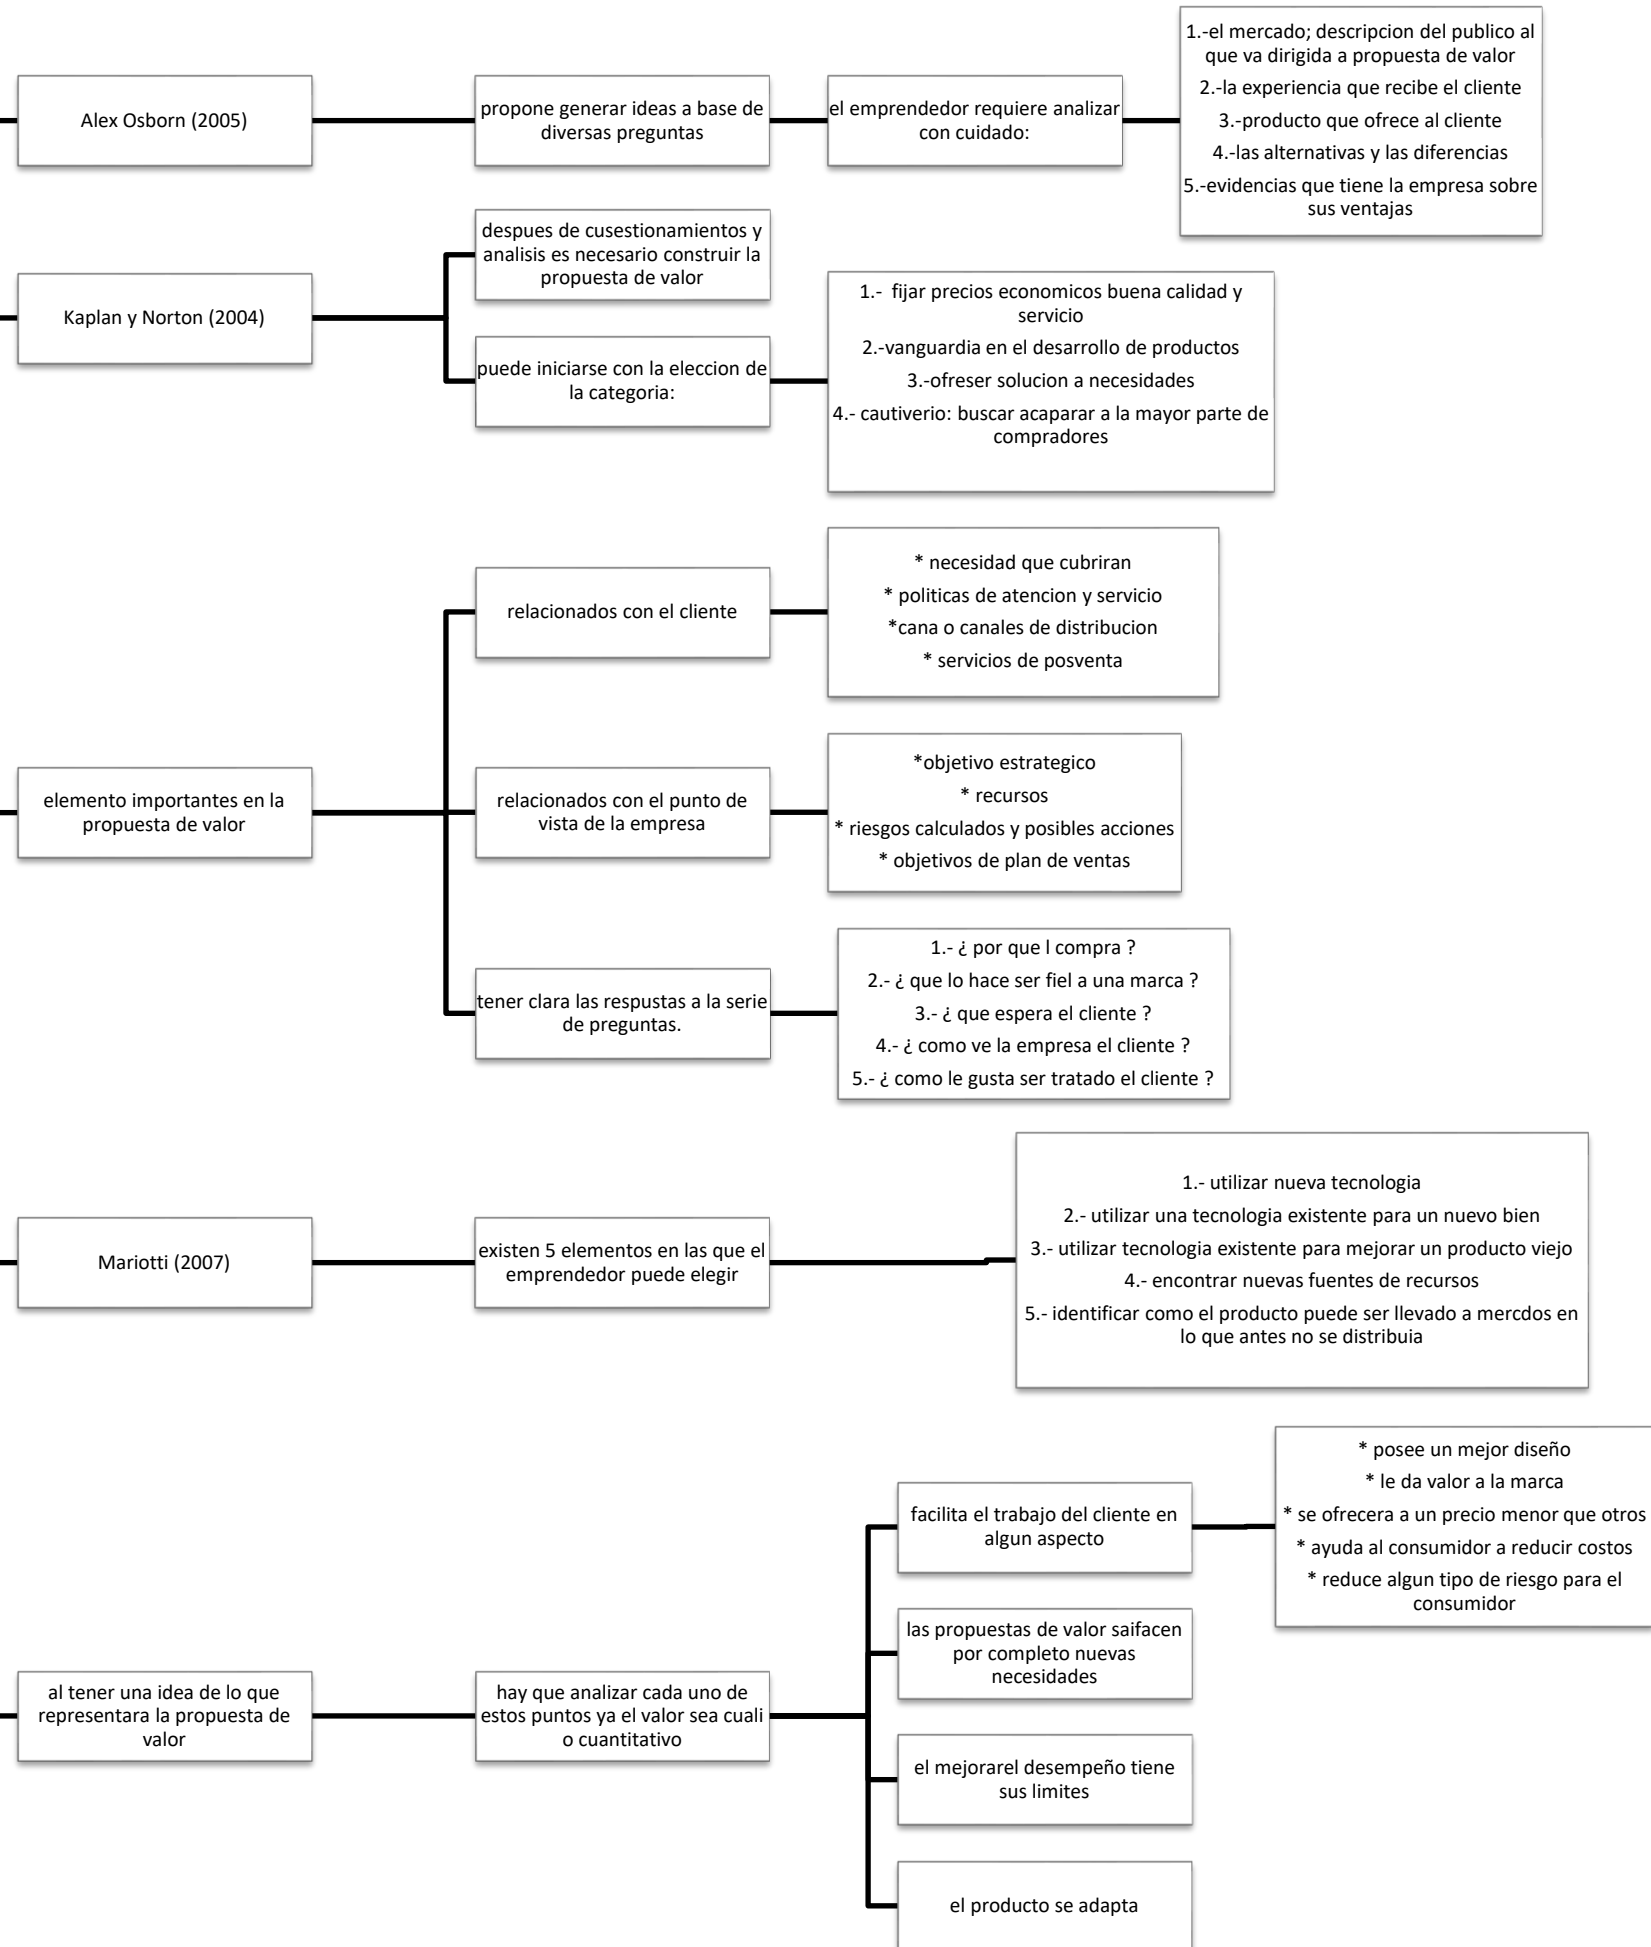 Alex Osborn (2005)
propone generar ideas a base de
diversas preguntas
el emprendedor requiere analizar
con cuidado:
1.-el mercado; descripcion del publico al
que va dirigida a propuesta de valor
2.-la experiencia que recibe el cliente
3.-producto que ofrece al cliente
4.-las alternativas y las diferencias
5.-evidencias que tiene la empresa sobre
sus ventajas
Kaplan y Norton (2004)
despues de cusestionamientos y
analisis es necesario construir la
propuesta de valor
puede iniciarse con la eleccion de
la categoria:
1.- fijar precios economicos buena calidad y
servicio
2.-vanguardia en el desarrollo de productos
3.-ofreser solucion a necesidades
4.- cautiverio: buscar acaparar a la mayor parte de
compradores
elemento importantes en la
propuesta de valor
relacionados con el cliente
* necesidad que cubriran
* politicas de atencion y servicio
*cana o canales de distribucion
* servicios de posventa
relacionados con el punto de
vista de la empresa
*objetivo estrategico
* recursos
* riesgos calculados y posibles acciones
* objetivos de plan de ventas
tener clara las respustas a la serie
de preguntas.
1.- ¿ por que l compra ?
2.- ¿ que lo hace ser fiel a una marca ?
3.- ¿ que espera el cliente ?
4.- ¿ como ve la empresa el cliente ?
5.- ¿ como le gusta ser tratado el cliente ?
Mariotti (2007)
existen 5 elementos en las que el
emprendedor puede elegir
1.- utilizar nueva tecnologia
2.- utilizar una tecnologia existente para un nuevo bien
3.- utilizar tecnologia existente para mejorar un producto viejo
4.- encontrar nuevas fuentes de recursos
5.- identificar como el producto puede ser llevado a mercdos en
lo que antes no se distribuia
al tener una idea de lo que
representara la propuesta de
valor
hay que analizar cada uno de
estos puntos ya el valor sea cuali
o cuantitativo
facilita el trabajo del cliente en
algun aspecto
* posee un mejor diseño
* le da valor a la marca
* se ofrecera a un precio menor que otros
* ayuda al consumidor a reducir costos
* reduce algun tipo de riesgo para el
consumidor
las propuestas de valor saifacen
por completo nuevas
necesidades
el mejorarel desempeño tiene
sus limites
el producto se adapta